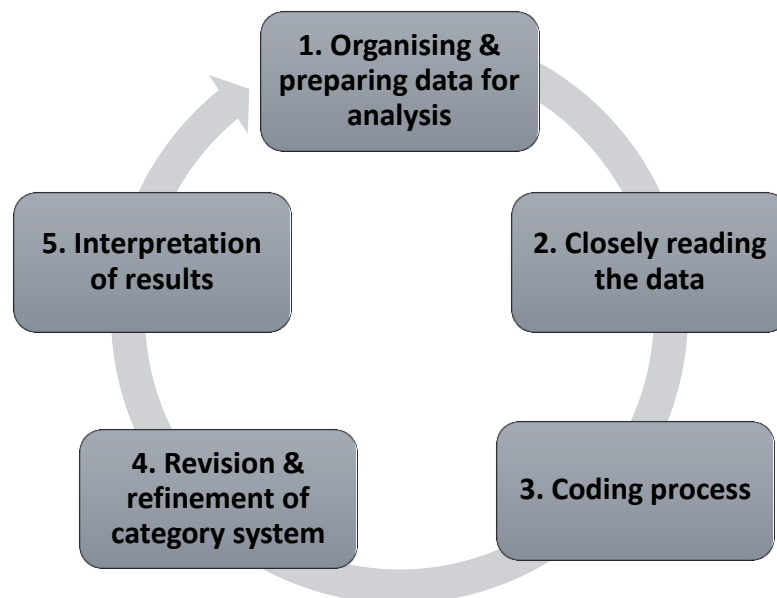 1. Organising &
preparing data for
analysis
2. Closely reading
the data
3. Coding process
4. Revision &
refinement of
category system
5. Interpretation
of results